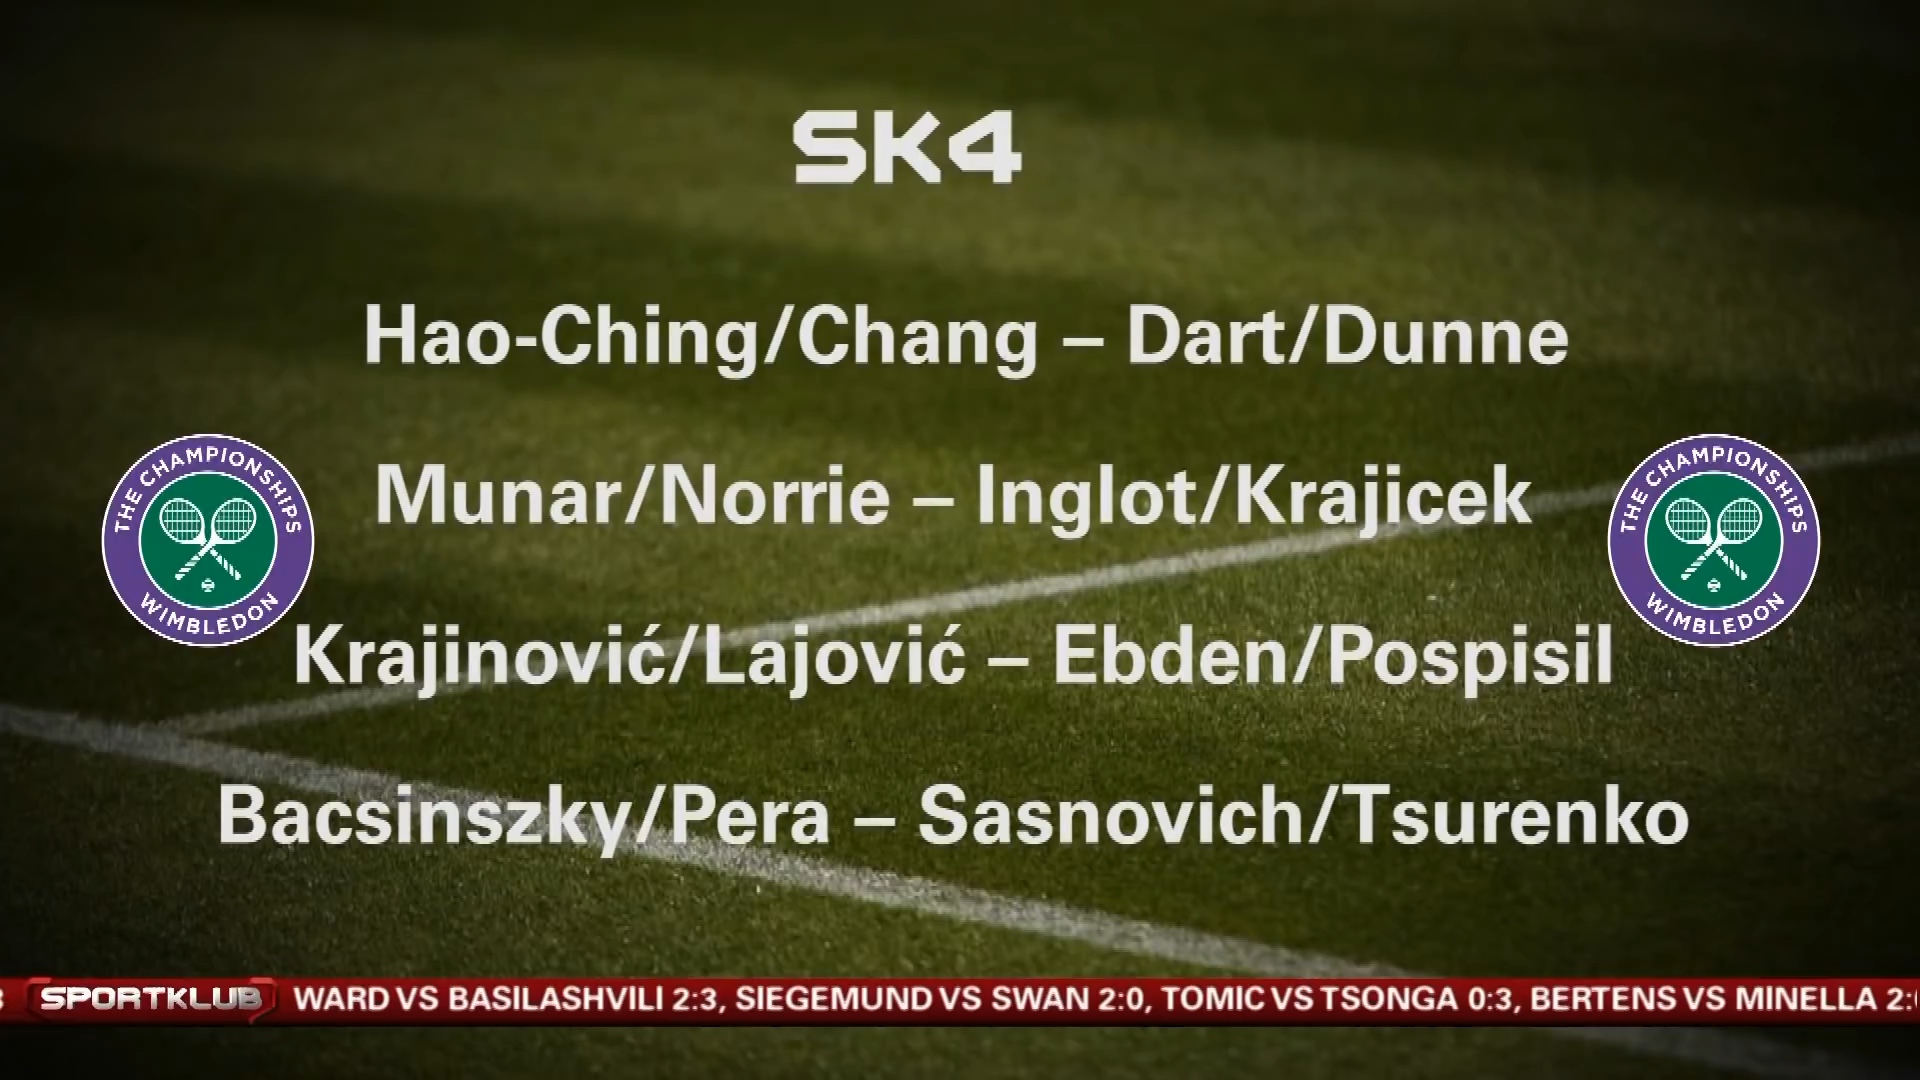 SK4
Hao-Ching/Chang – Dart/Dunne
Munar/Norrie – Inglot/Krajicek
THE CHAMPIONSHIPS
WIMBLEDON
THE CHAMPIONSHIPS
WIMBLEDON
Krajinović/Lajović – Ebden/Pospisil
Bacsinszky/Pera – Sasnovich/Tsurenko
SPORTKLUB WARD VS BASILASHVILI 2:3, SIEGEMUND VS SWAN 2:0, TOMIC VS TSONGA 0:3, BERTENS VS MINELLA 2: